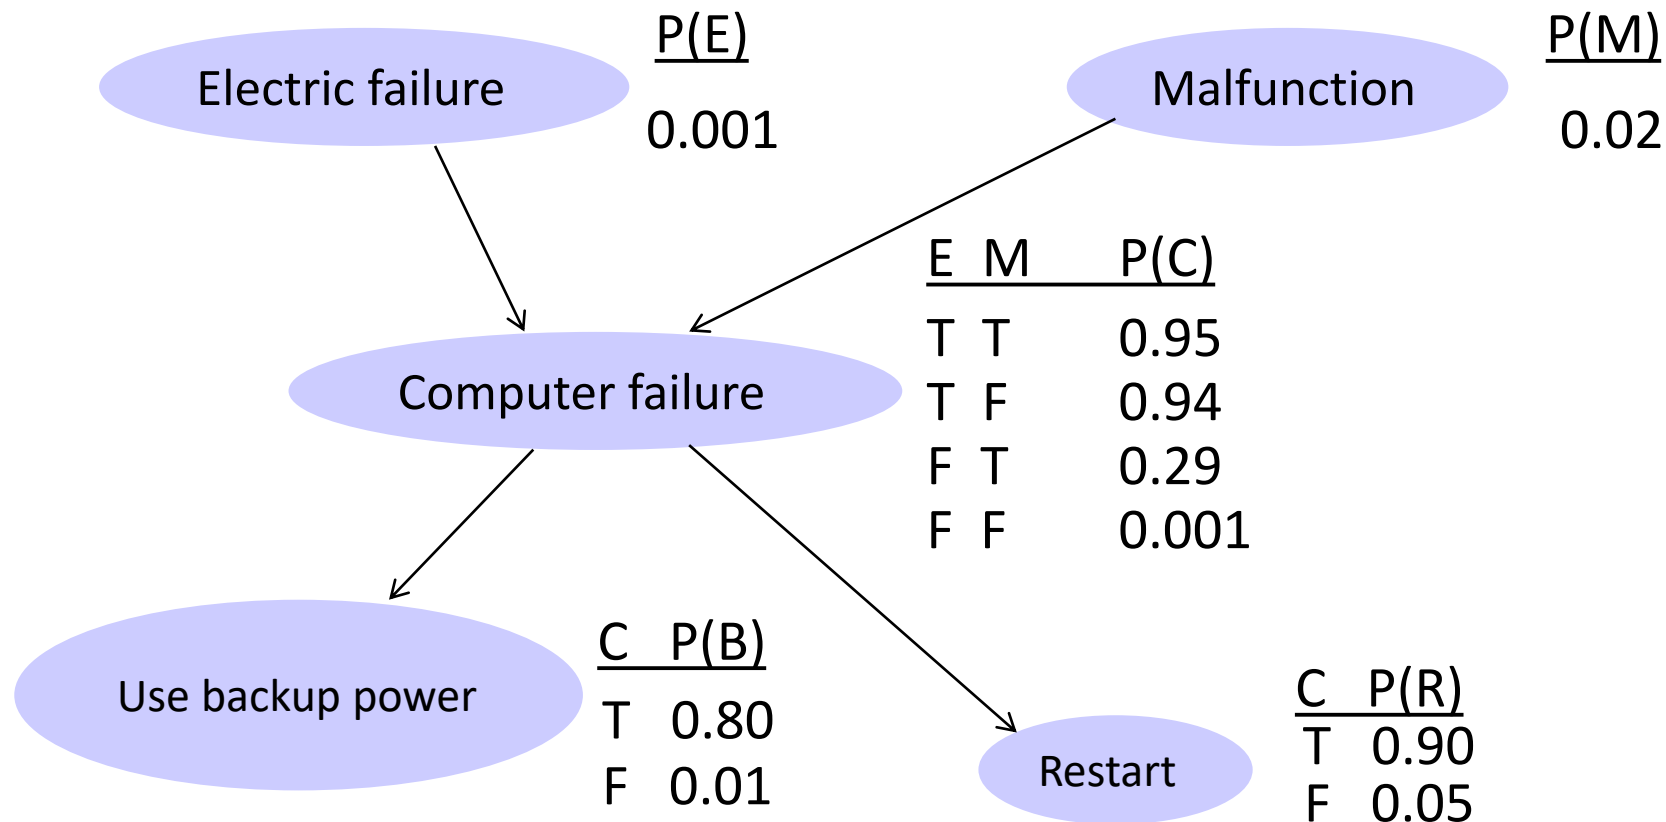 Electric failure
P(E)
0.001
Malfunction
P(M)
0.02
E M P(C)
T T 0.95
T F 0.94
F T 0.29
F F 0.001
Computer failure
Use backup power
C P(B)
T 0.80
F 0.01
Restart
C P(R)
T 0.90
F 0.05